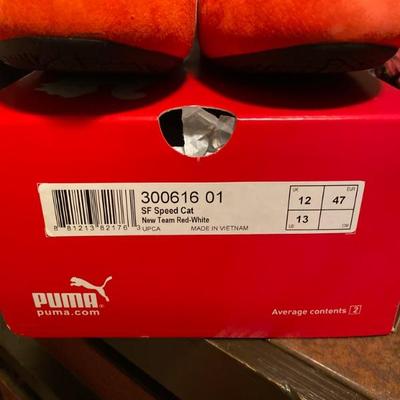 300616 01
SF Speed Cat
New Team Red-White
8 81213 82176 3
UPCA MADE IN VIETNAM
UK EUR
12 47
13
US CM
PUMA®
puma.com
Average contents 2